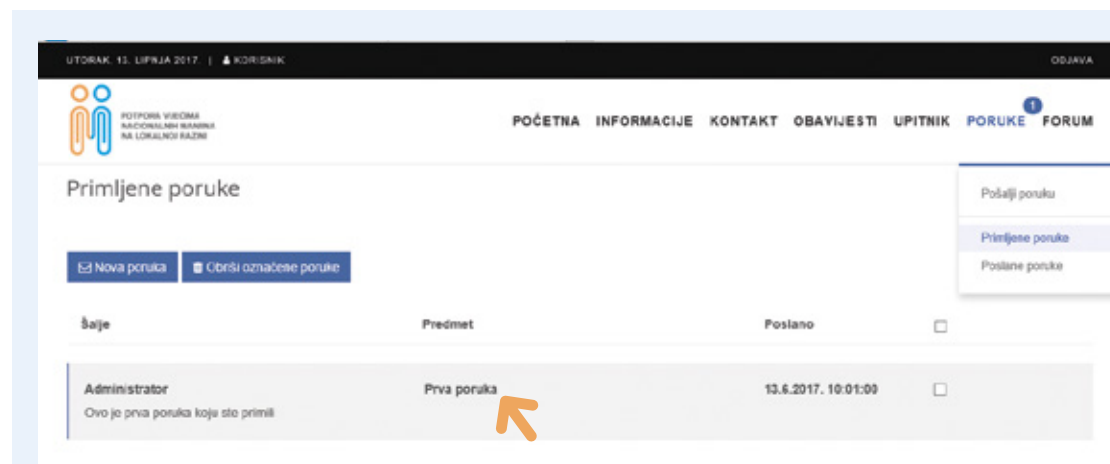 UTORAK, 13. LIPNJA 2017. | KORISNIK
ODJAVA
POTPORA VIJEĆIMA
NACIONALNIH MANJINA
NA LOKALNOJ RAZINI
POČETNA INFORMACIJE KONTAKT OBAVIJESTI UPITNIK PORUKE 1 FORUM
Primljene poruke
Pošalji poruku
Primljene poruke
Poslane poruke
Nova poruka Obriši označene poruke
Šalje Predmet Poslano
Administrator Prva poruka 13.6.2017. 10:01:00
Ovo je prva poruka koju ste primili